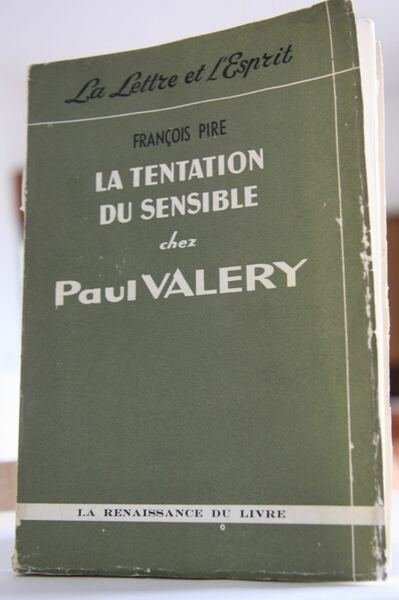 La Lettre et l'Esprit
FRANÇOIS PIRE
LA TENTATION
DU SENSIBLE
chez
Paul VALERY
LA RENAISSANCE DU LIVRE